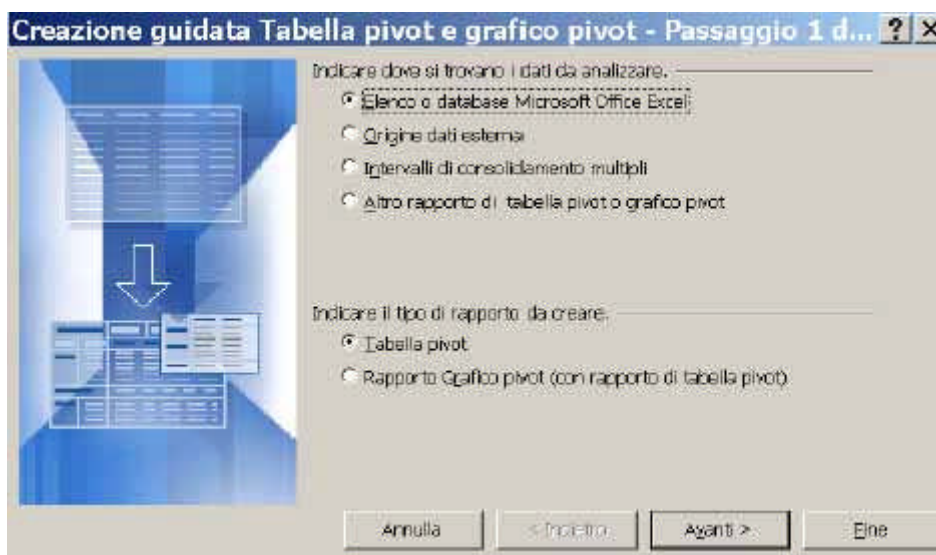 Creazione guidata Tabella pivot e grafico pivot - Passaggio 1 d...
Indicare dove si trovano i dati da analizzare.
Elenco o database Microsoft Office Excel
Origine dati esterna
Intervalli di consolidamento multipli
Altro rapporto di tabella pivot o grafico pivot
Indicare il tipo di rapporto da creare.
Tabella pivot
Rapporto Grafico pivot (con rapporto di tabella pivot)
Annulla
< Indietro
Avanti >
Fine